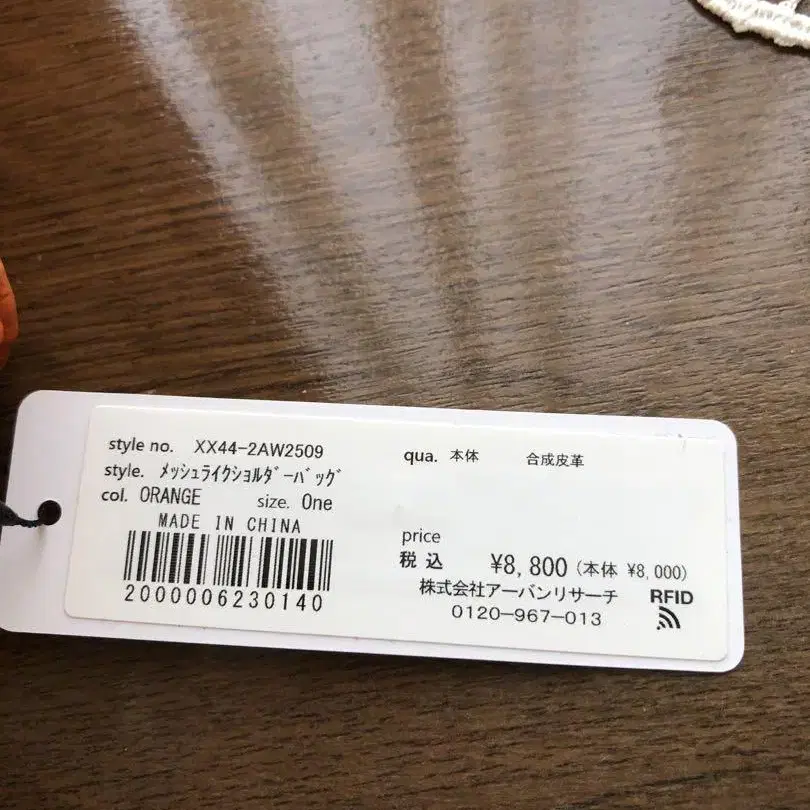 style no. XX44-2AW2509
style. ﾒｯｼｭﾗｲｸｼｮﾙﾀﾞｰﾊﾞｯｸﾞ
col. ORANGE size. One
MADE IN CHINA
2000006230140
qua. 本体 合成皮革
price
税込 ¥8,800 (本体 ¥8,000)
株式会社アーバンリサーチ
0120-967-013
RFID